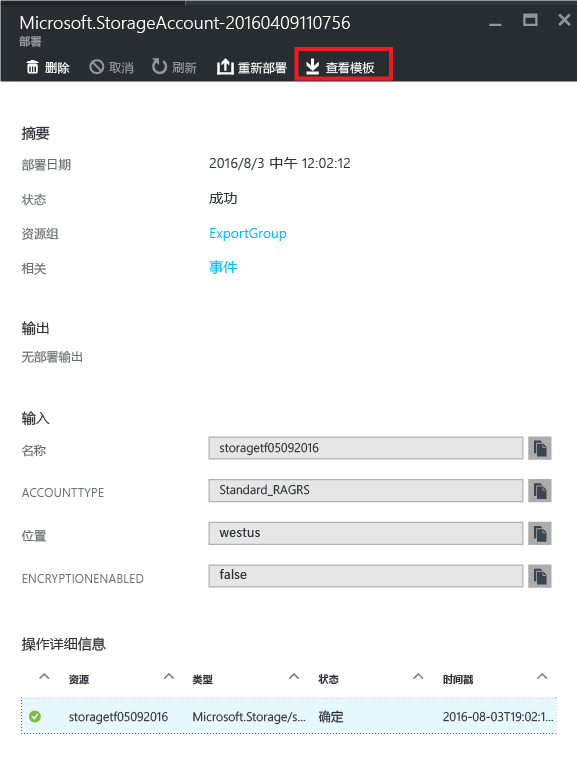 Microsoft.StorageAccount-20160409110756
部署
删除 取消 刷新 重新部署 查看模板
摘要
部署日期 2016/8/3 中午 12:02:12
状态 成功
资源组 ExportGroup
相关 事件
输出
无部署输出
输入
名称 storagetf05092016
ACCOUNTTYPE Standard_RAGRS
位置 westus
ENCRYPTIONENABLED false
操作详细信息
资源 类型 状态 时间戳
storagetf05092016 Microsoft.Storage/s... 确定 2016-08-03T19:02:1...